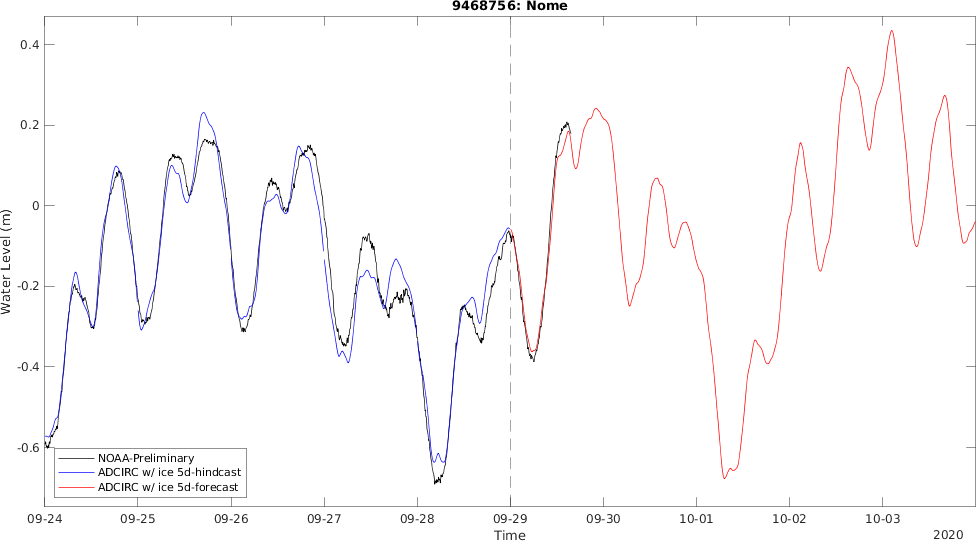 9468756: Nome
Water Level (m)
0.4
0.2
0
-0.2
-0.4
-0.6
NOAA-Preliminary
ADCIRC w/ ice 5d-hindcast
ADCIRC w/ ice 5d-forecast
09-24 09-25 09-26 09-27 09-28 09-29 09-30 10-01 10-02 10-03
Time
2020